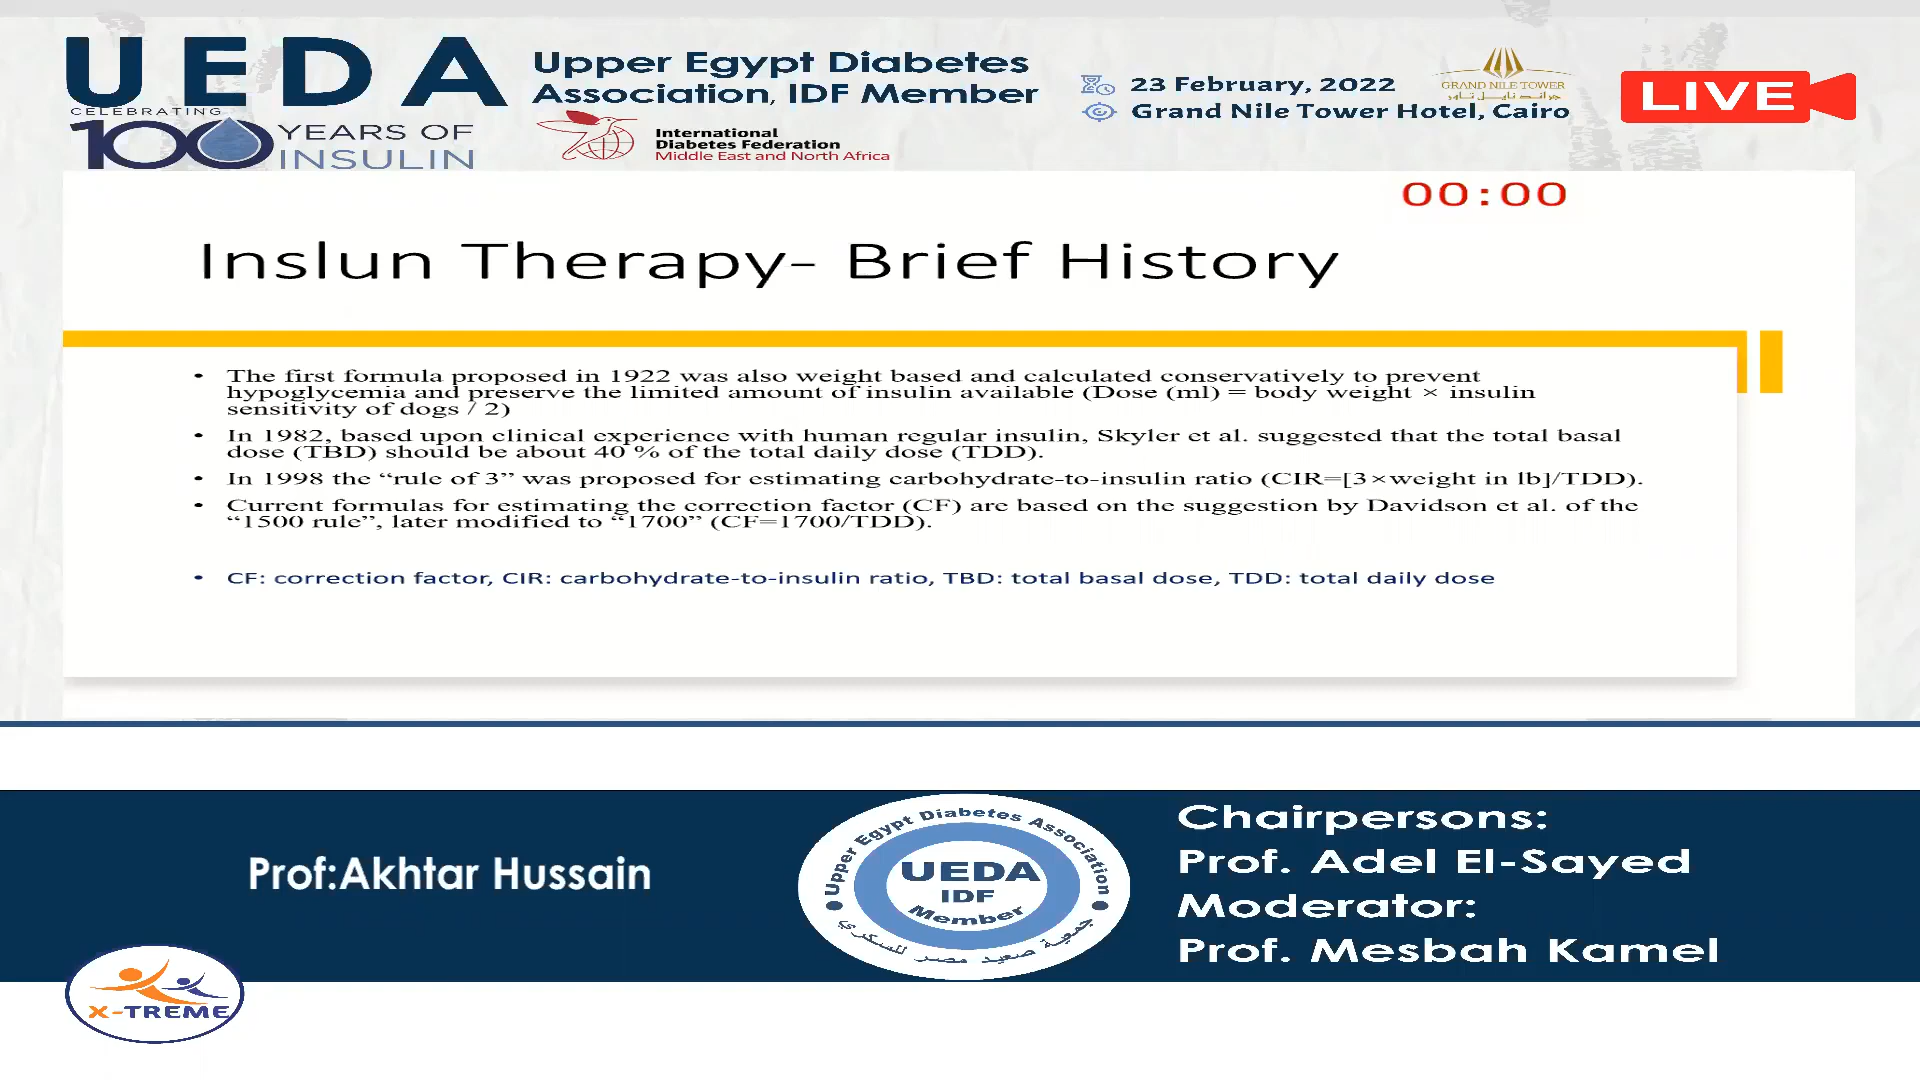 UEDA
CELEBRATING
100 YEARS OF
INSULIN
Upper Egypt Diabetes
Association, IDF Member
International
Diabetes Federation
Middle East and North Africa
23 February, 2022
Grand Nile Tower Hotel, Cairo
GRAND NILE TOWER
جراند نايل تاور
LIVE
00:00
Inslun Therapy- Brief History
• The first formula proposed in 1922 was also weight based and calculated conservatively to prevent
hypoglycemia and preserve the limited amount of insulin available (Dose (ml) = body weight × insulin
sensitivity of dogs / 2)
• In 1982, based upon clinical experience with human regular insulin, Skyler et al. suggested that the total basal
dose (TBD) should be about 40 % of the total daily dose (TDD).
• In 1998 the “rule of 3” was proposed for estimating carbohydrate-to-insulin ratio (CIR=[3×weight in lb]/TDD).
• Current formulas for estimating the correction factor (CF) are based on the suggestion by Davidson et al. of the
“1500 rule”, later modified to “1700” (CF=1700/TDD).
• CF: correction factor, CIR: carbohydrate-to-insulin ratio, TBD: total basal dose, TDD: total daily dose
Prof:Akhtar Hussain
Upper Egypt Diabetes Association
UEDA
IDF
Member
جمعية صعيد مصر للسكري
Chairpersons:
Prof. Adel El-Sayed
Moderator:
Prof. Mesbah Kamel
X-TREME